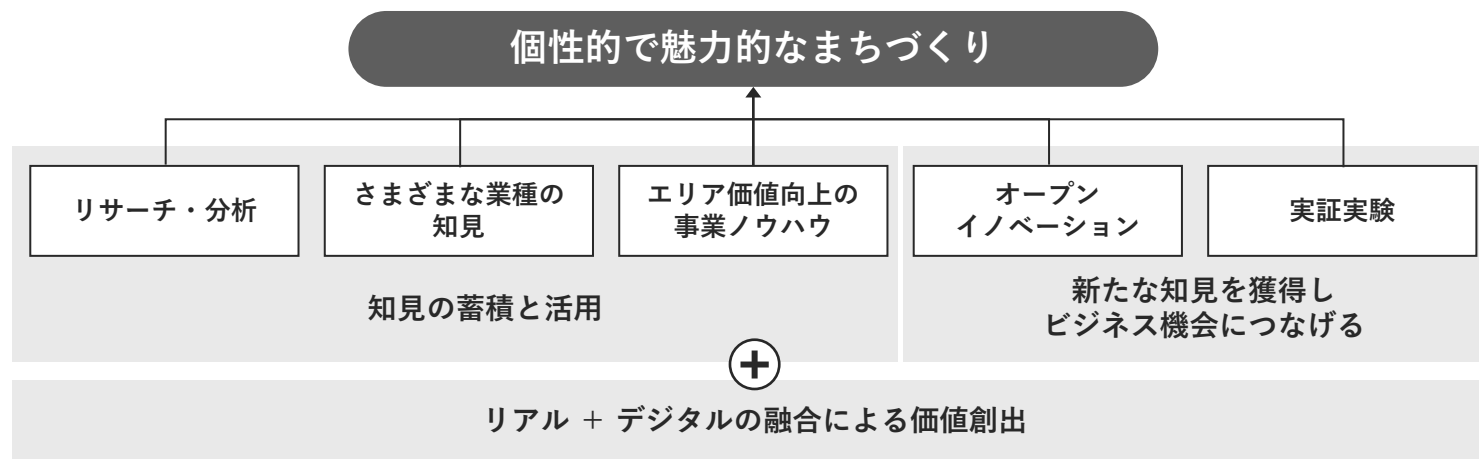 個性的で魅力的なまちづくり
リサーチ・分析
さまざまな業種の
知見
エリア価値向上の
事業ノウハウ
オープン
イノベーション
実証実験
知見の蓄積と活用
新たな知見を獲得し
ビジネス機会につなげる
+
リアル + デジタルの融合による価値創出